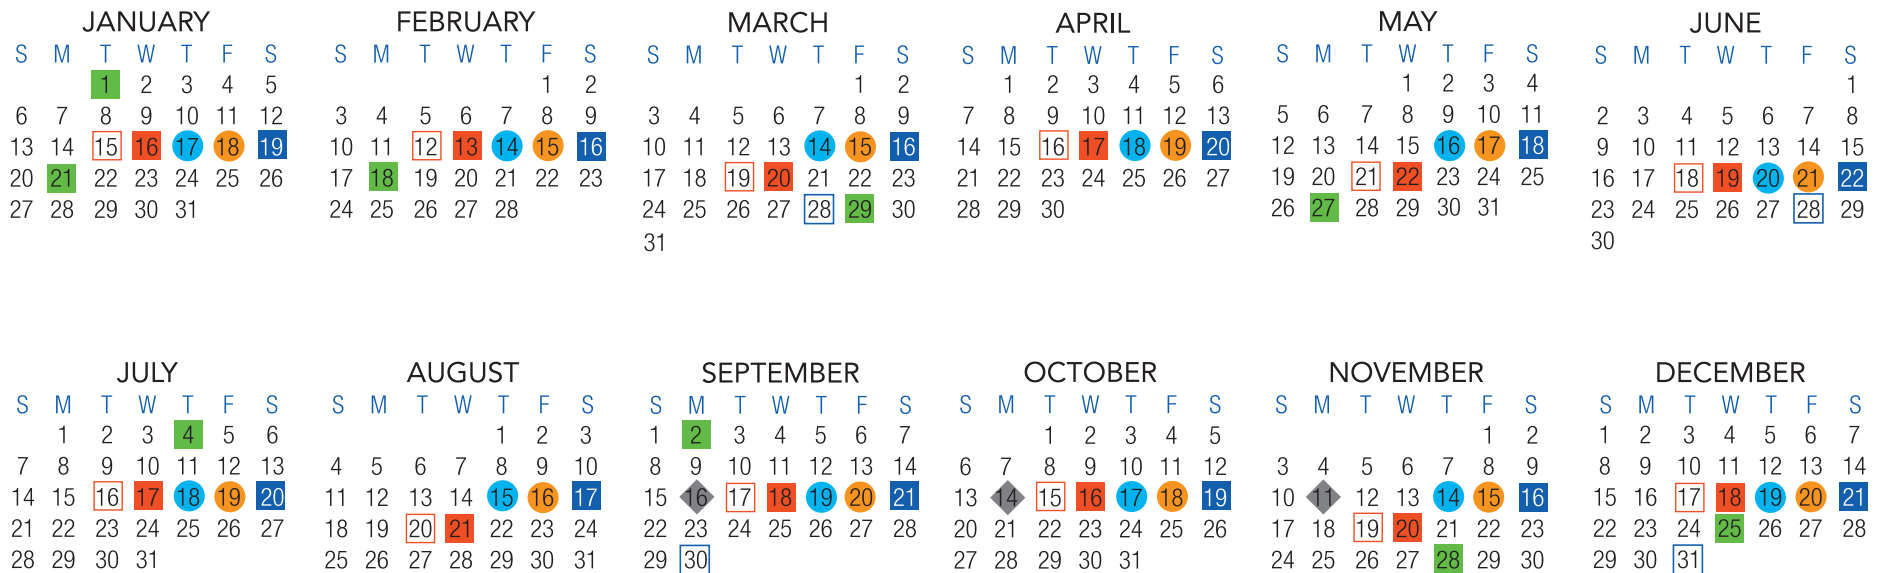 JANUARY
S M T W T F S
1 2 3 4 5
6 7 8 9 10 11 12
13 14 15 16 17 18 19
20 21 22 23 24 25 26
27 28 29 30 31
FEBRUARY
S M T W T F S
1 2
3 4 5 6 7 8 9
10 11 12 13 14 15 16
17 18 19 20 21 22 23
24 25 26 27 28
MARCH
S M T W T F S
1 2
3 4 5 6 7 8 9
10 11 12 13 14 15 16
17 18 19 20 21 22 23
24 25 26 27 28 29 30
31
APRIL
S M T W T F S
1 2 3 4 5 6
7 8 9 10 11 12 13
14 15 16 17 18 19 20
21 22 23 24 25 26 27
28 29 30
MAY
S M T W T F S
1 2 3 4
5 6 7 8 9 10 11
12 13 14 15 16 17 18
19 20 21 22 23 24 25
26 27 28 29 30 31
JUNE
S M T W T F S
1
2 3 4 5 6 7 8
9 10 11 12 13 14 15
16 17 18 19 20 21 22
23 24 25 26 27 28 29
30
JULY
S M T W T F S
1 2 3 4 5 6
7 8 9 10 11 12 13
14 15 16 17 18 19 20
21 22 23 24 25 26 27
28 29 30 31
AUGUST
S M T W T F S
1 2 3
4 5 6 7 8 9 10
11 12 13 14 15 16 17
18 19 20 21 22 23 24
25 26 27 28 29 30 31
SEPTEMBER
S M T W T F S
1 2 3 4 5 6 7
8 9 10 11 12 13 14
15 16 17 18 19 20 21
22 23 24 25 26 27 28
29 30
OCTOBER
S M T W T F S
1 2 3 4 5
6 7 8 9 10 11 12
13 14 15 16 17 18 19
20 21 22 23 24 25 26
27 28 29 30 31
NOVEMBER
S M T W T F S
1 2
3 4 5 6 7 8 9
10 11 12 13 14 15 16
17 18 19 20 21 22 23
24 25 26 27 28 29 30
DECEMBER
S M T W T F S
1 2 3 4 5 6 7
8 9 10 11 12 13 14
15 16 17 18 19 20 21
22 23 24 25 26 27 28
29 30 31